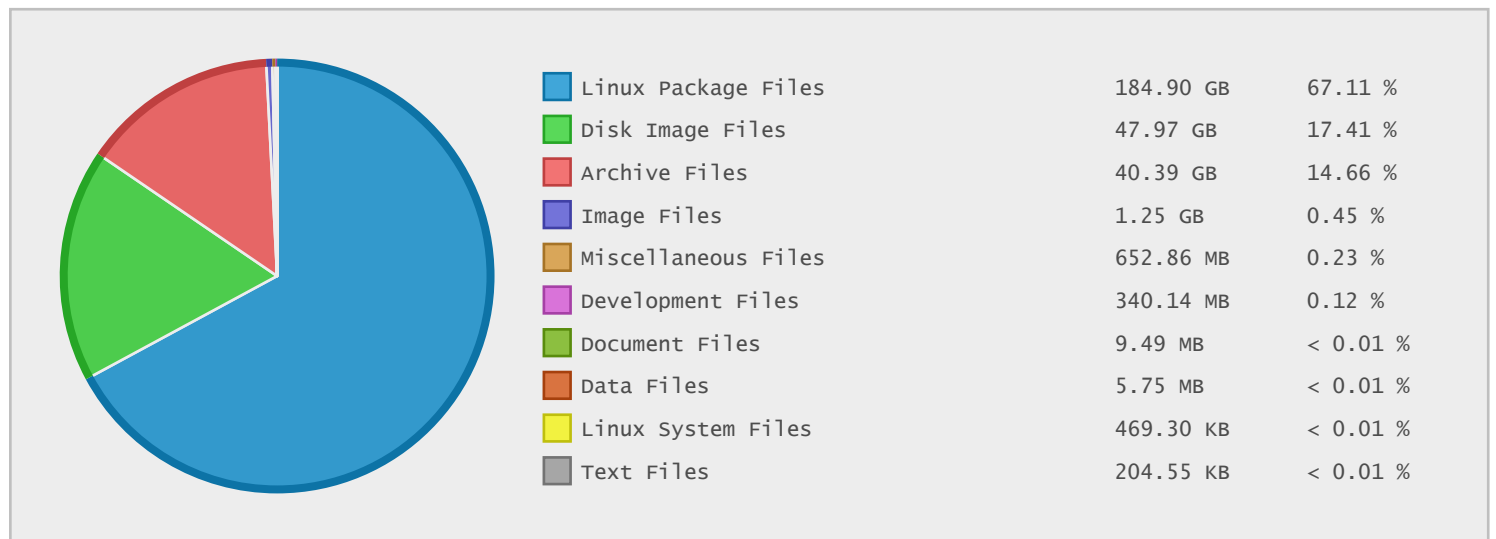 Linux Package Files 184.90 GB 67.11 %
Disk Image Files 47.97 GB 17.41 %
Archive Files 40.39 GB 14.66 %
Image Files 1.25 GB 0.45 %
Miscellaneous Files 652.86 MB 0.23 %
Development Files 340.14 MB 0.12 %
Document Files 9.49 MB < 0.01 %
Data Files 5.75 MB < 0.01 %
Linux System Files 469.30 KB < 0.01 %
Text Files 204.55 KB < 0.01 %